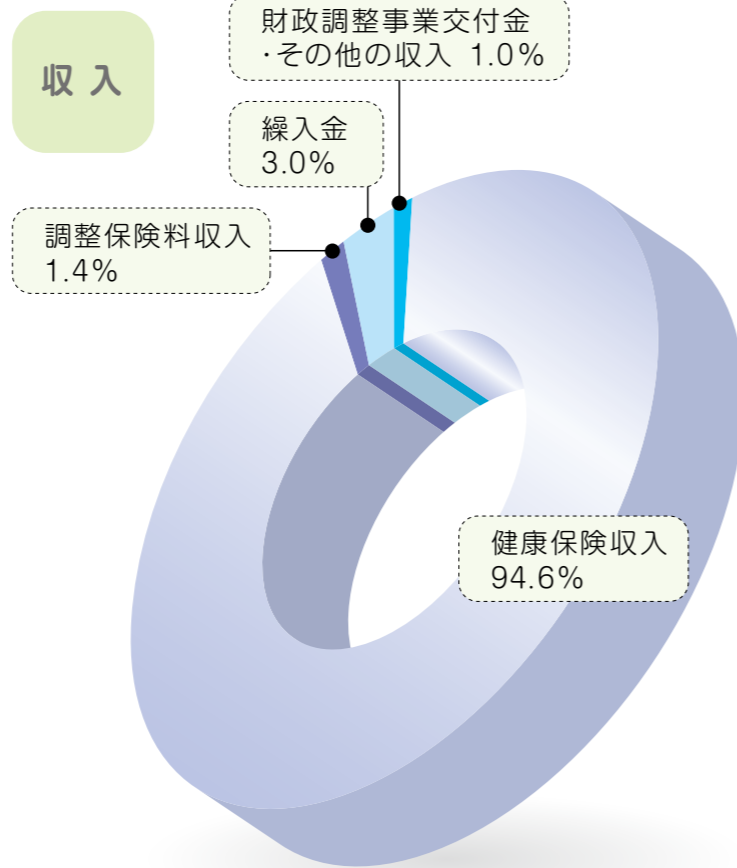 収入
財政調整事業交付金
・その他の収入 1.0%
繰入金
3.0%
調整保険料収入
1.4%
健康保険収入
94.6%